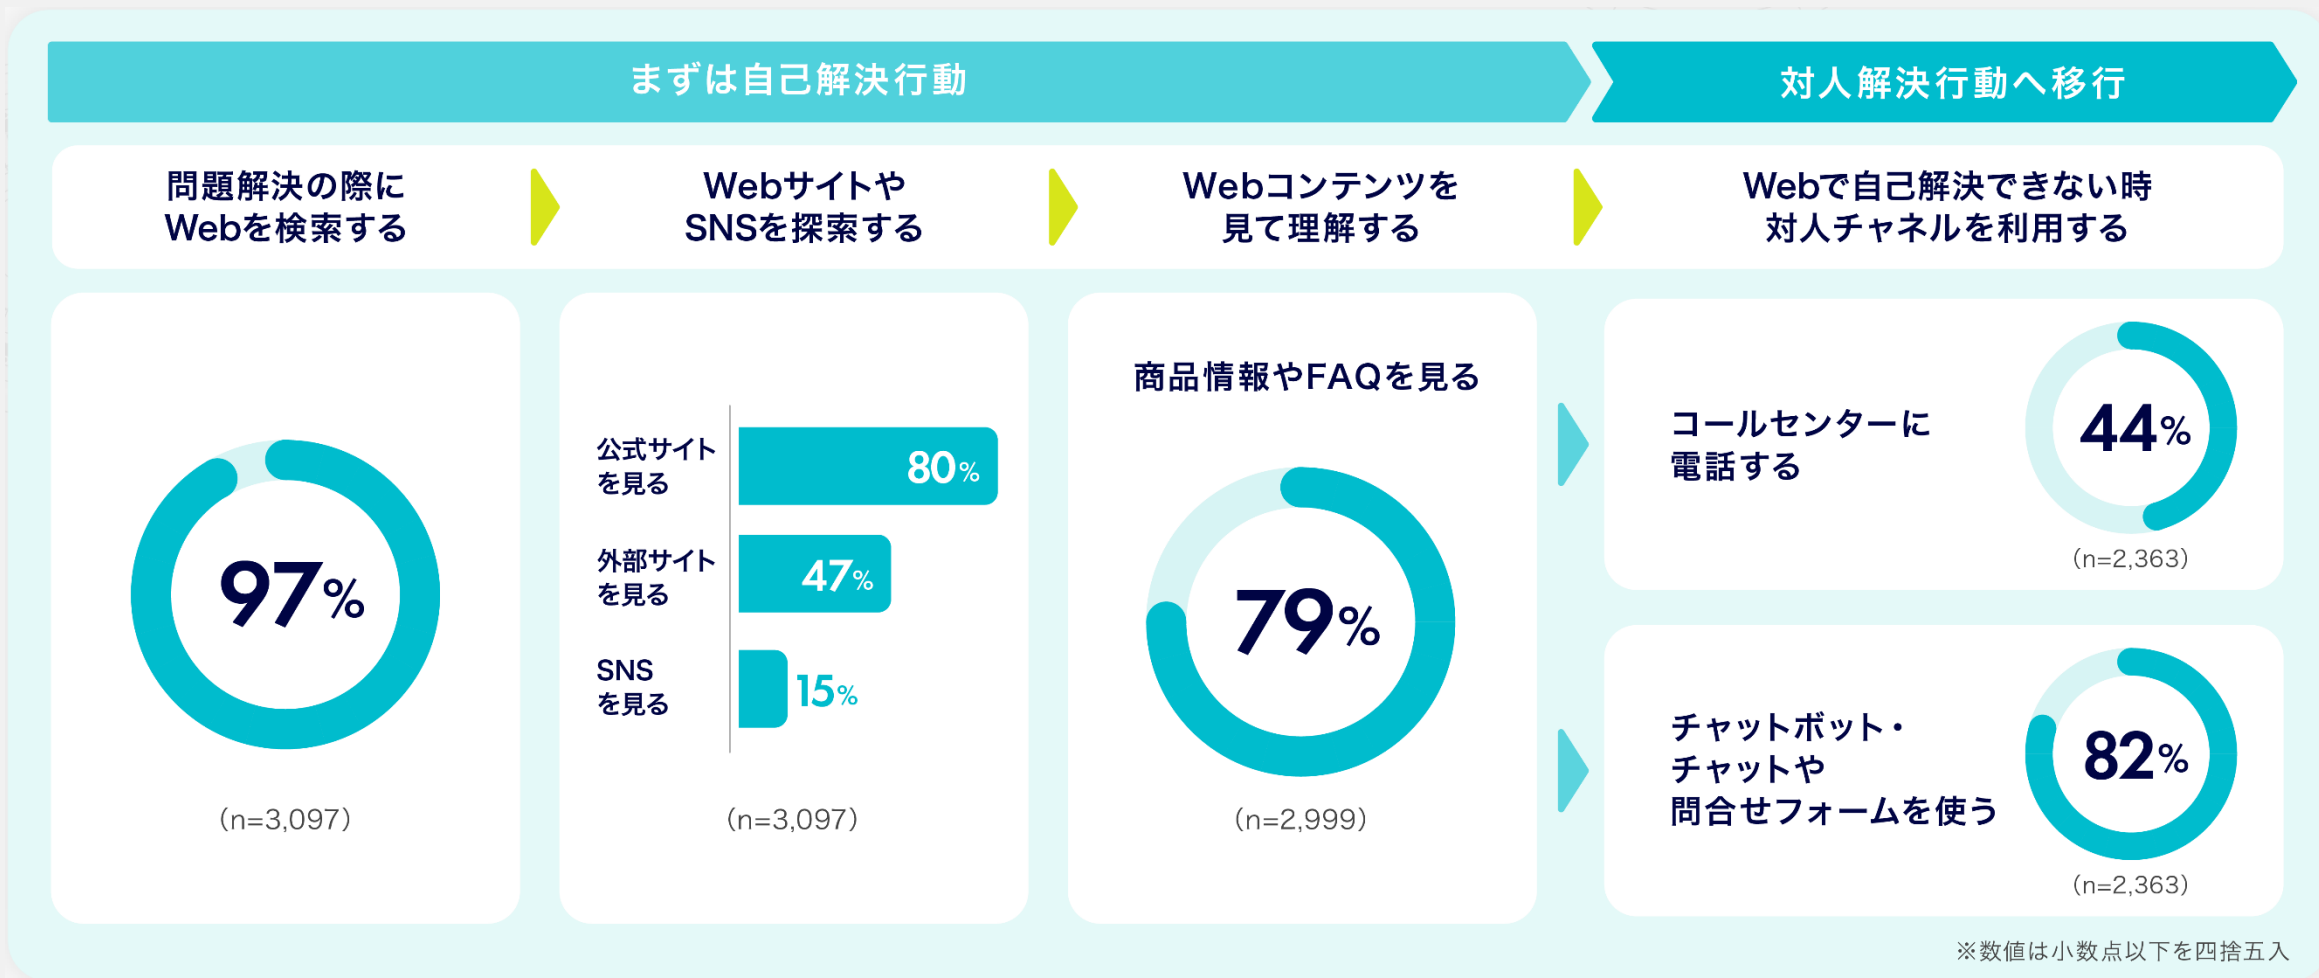 まずは自己解決行動
対人解決行動へ移行
問題解決の際に
Webを検索する
Webサイトや
SNSを探索する
Webコンテンツを
見て理解する
Webで自己解決できない時
対人チャネルを利用する
97%
(n=3,097)
公式サイト
を見る
80%
外部サイト
を見る
47%
SNS
を見る
15%
(n=3,097)
商品情報やFAQを見る
79%
(n=2,999)
コールセンターに
電話する
44%
(n=2,363)
チャットボット・
チャットや
問合せフォームを使う
82%
(n=2,363)
※数値は小数点以下を四捨五入